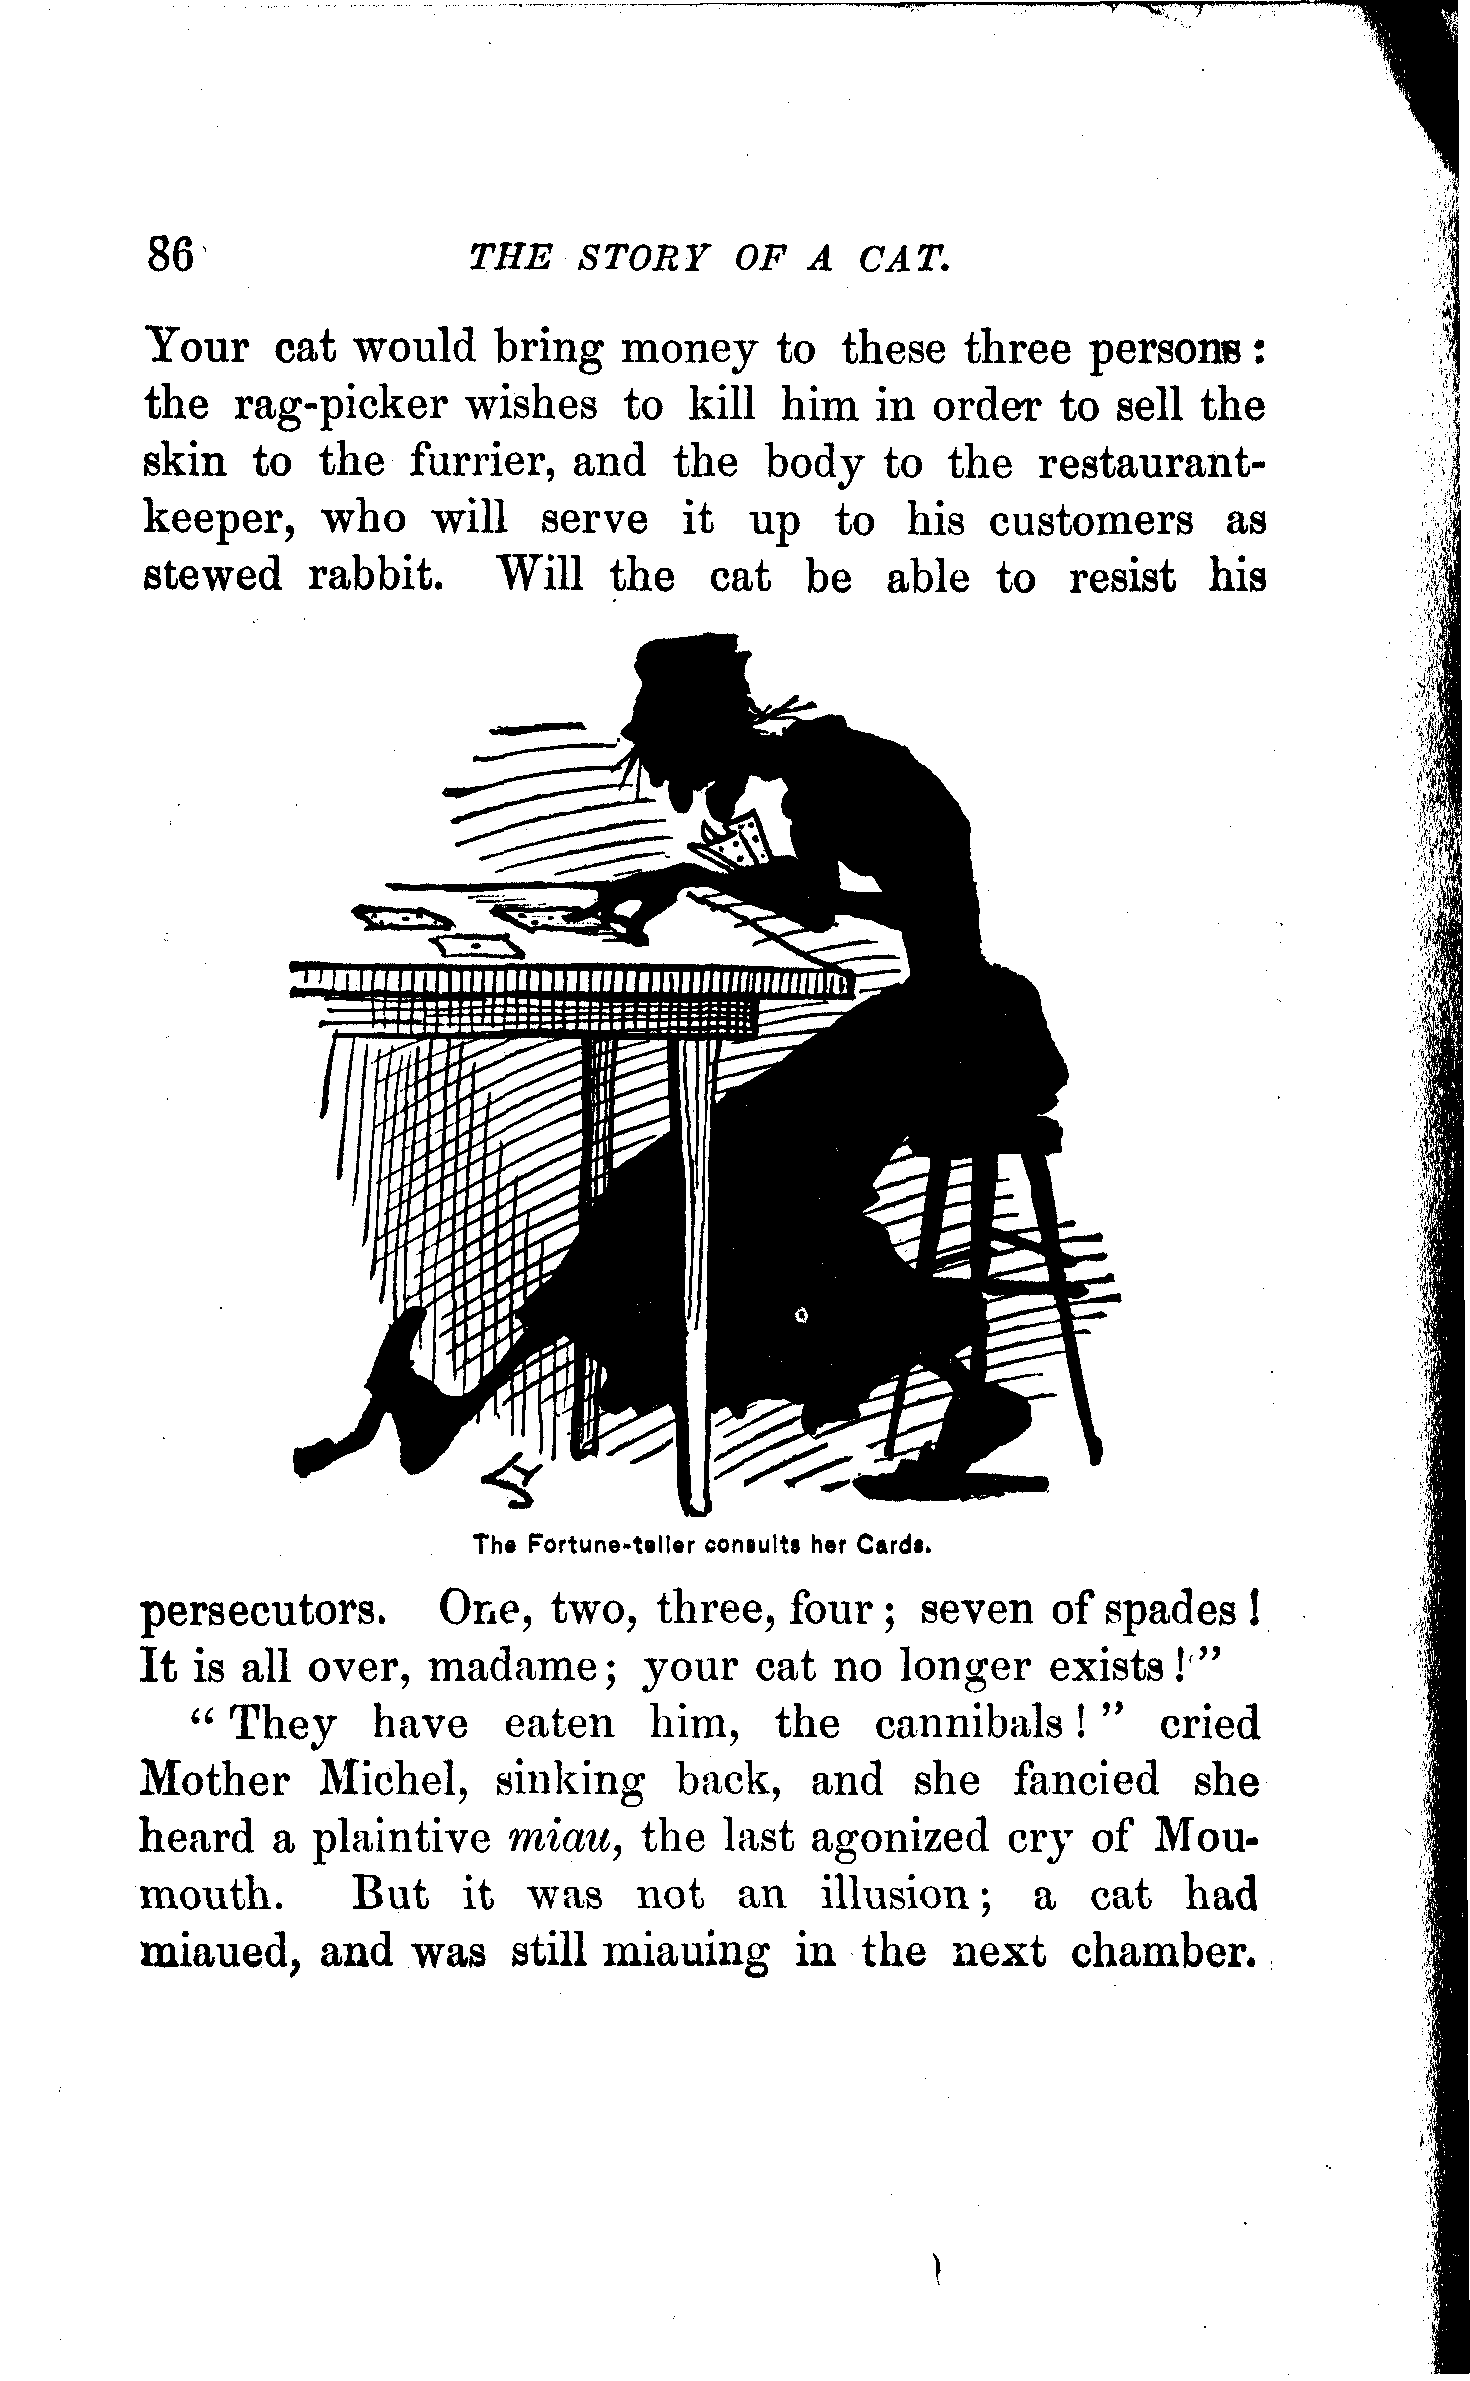 86 THE STORY OF A CAT.
Your cat would bring money to these three persons:
the rag-picker wishes to kill him in order to sell the
skin to the furrier, and the body to the restaurant-
keeper, who will serve it up to his customers as
stewed rabbit. Will the cat be able to resist his
The Fortune-teller consults her Cards.
persecutors. One, two, three, four; seven of spades!
It is all over, madame; your cat no longer exists!"
"They have eaten him, the cannibals!" cried
Mother Michel, sinking back, and she fancied she
heard a plaintive miau, the last agonized cry of Mou-
mouth. But it was not an illusion; a cat had
miaued, and was still miauing in the next chamber.